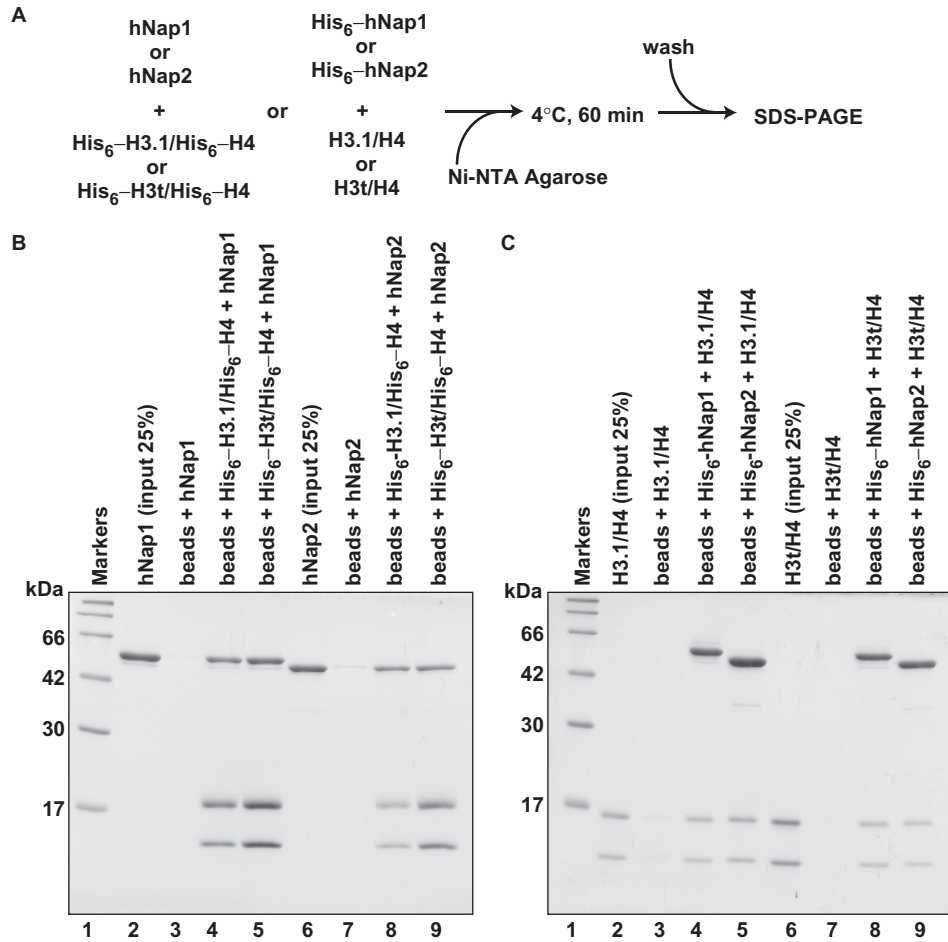 A
hNap1
or
hNap2
+
His6–H3.1/His6–H4
or
His6–H3t/His6–H4
or
His6–hNap1
or
His6–hNap2
+
H3.1/H4
or
H3t/H4
Ni-NTA Agarose
4°C, 60 min
wash
SDS-PAGE
B
Markers
hNap1 (input 25%)
beads + hNap1
beads + His6–H3.1/His6–H4 + hNap1
beads + His6–H3t/His6–H4 + hNap1
hNap2 (input 25%)
beads + hNap2
beads + His6-H3.1/His6–H4 + hNap2
beads + His6–H3t/His6–H4 + hNap2
kDa
66
42
30
17
1 2 3 4 5 6 7 8 9
C
Markers
H3.1/H4 (input 25%)
beads + H3.1/H4
beads + His6-hNap1 + H3.1/H4
beads + His6-hNap2 + H3.1/H4
H3t/H4 (input 25%)
beads + H3t/H4
beads + His6–hNap1 + H3t/H4
beads + His6–hNap2 + H3t/H4
kDa
66
42
30
17
1 2 3 4 5 6 7 8 9